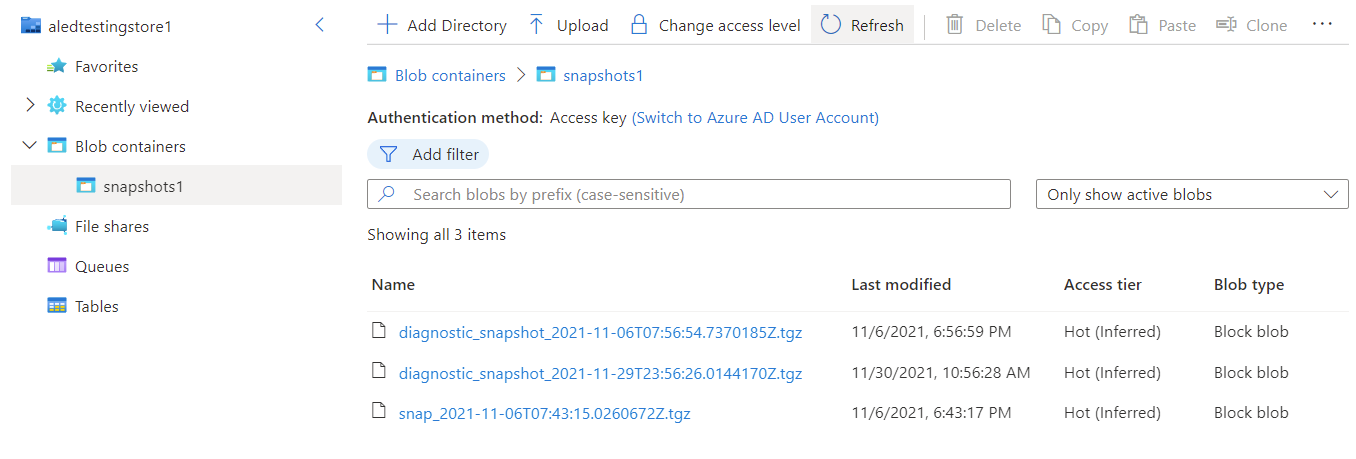 aledtestingstore1
Favorites
Recently viewed
Blob containers
snapshots1
File shares
Queues
Tables
Add Directory Upload Change access level Refresh Delete Copy Paste Clone ...
Blob containers > snapshots1
Authentication method: Access key (Switch to Azure AD User Account)
Add filter
Search blobs by prefix (case-sensitive) Only show active blobs
Showing all 3 items
Name Last modified Access tier Blob type
diagnostic_snapshot_2021-11-06T07:56:54.7370185Z.tgz 11/6/2021, 6:56:59 PM Hot (Inferred) Block blob
diagnostic_snapshot_2021-11-29T23:56:26.0144170Z.tgz 11/30/2021, 10:56:28 AM Hot (Inferred) Block blob
snap_2021-11-06T07:43:15.0260672Z.tgz 11/6/2021, 6:43:17 PM Hot (Inferred) Block blob